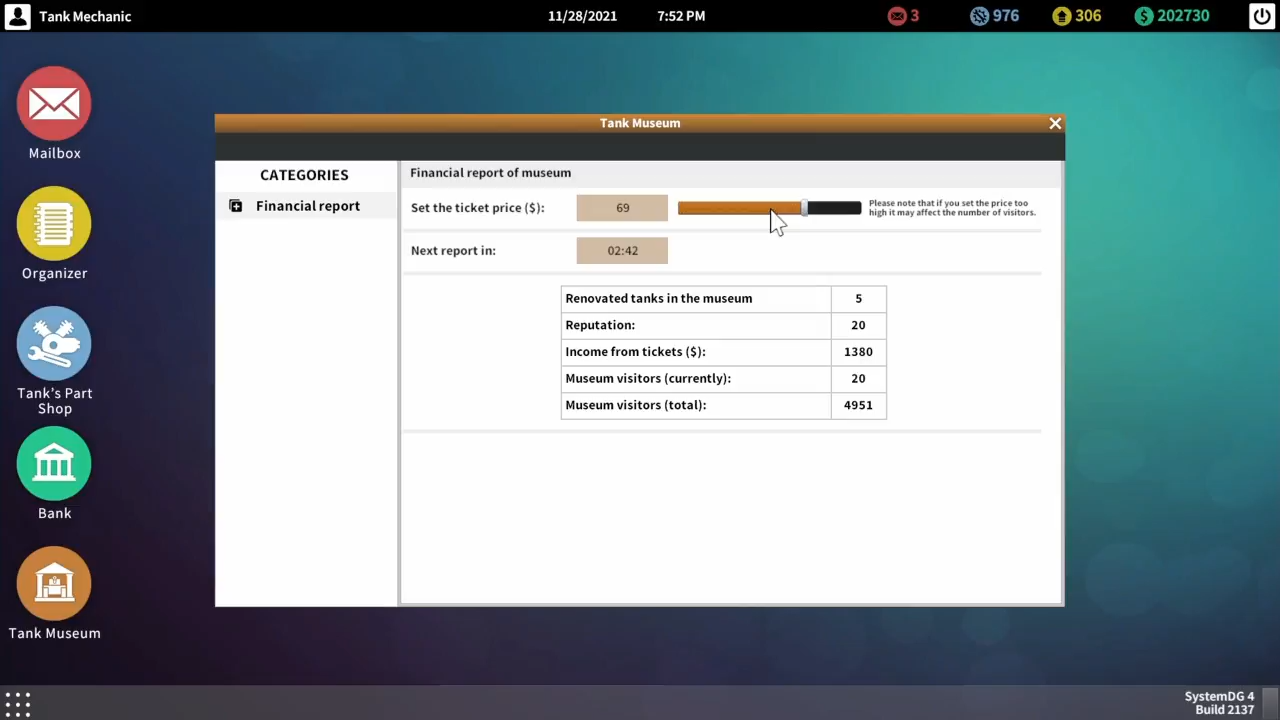 Tank Mechanic
11/28/2021
7:52 PM
3
976
306
202730
Mailbox
Organizer
Tank's Part
Shop
Bank
Tank Museum
Tank Museum
CATEGORIES
Financial report
Financial report of museum
Set the ticket price ($):
69
Please note that if you set the price too
high it may affect the number of visitors.
Next report in:
02:42
Renovated tanks in the museum 5
Reputation: 20
Income from tickets ($): 1380
Museum visitors (currently): 20
Museum visitors (total): 4951
SystemDG 4
Build 2137